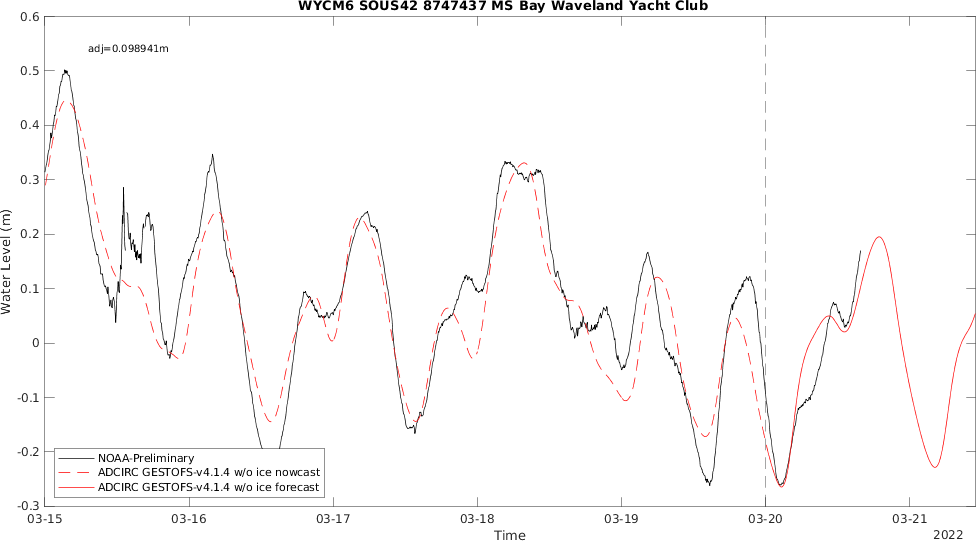 WYCM6 SOUS42 8747437 MS Bay Waveland Yacht Club
adj=0.098941m
0.6
0.5
0.4
0.3
0.2
0.1
0
-0.1
-0.2
-0.3
Water Level (m)
NOAA-Preliminary
ADCIRC GESTOFS-v4.1.4 w/o ice nowcast
ADCIRC GESTOFS-v4.1.4 w/o ice forecast
03-15 03-16 03-17 03-18 03-19 03-20 03-21
Time
2022